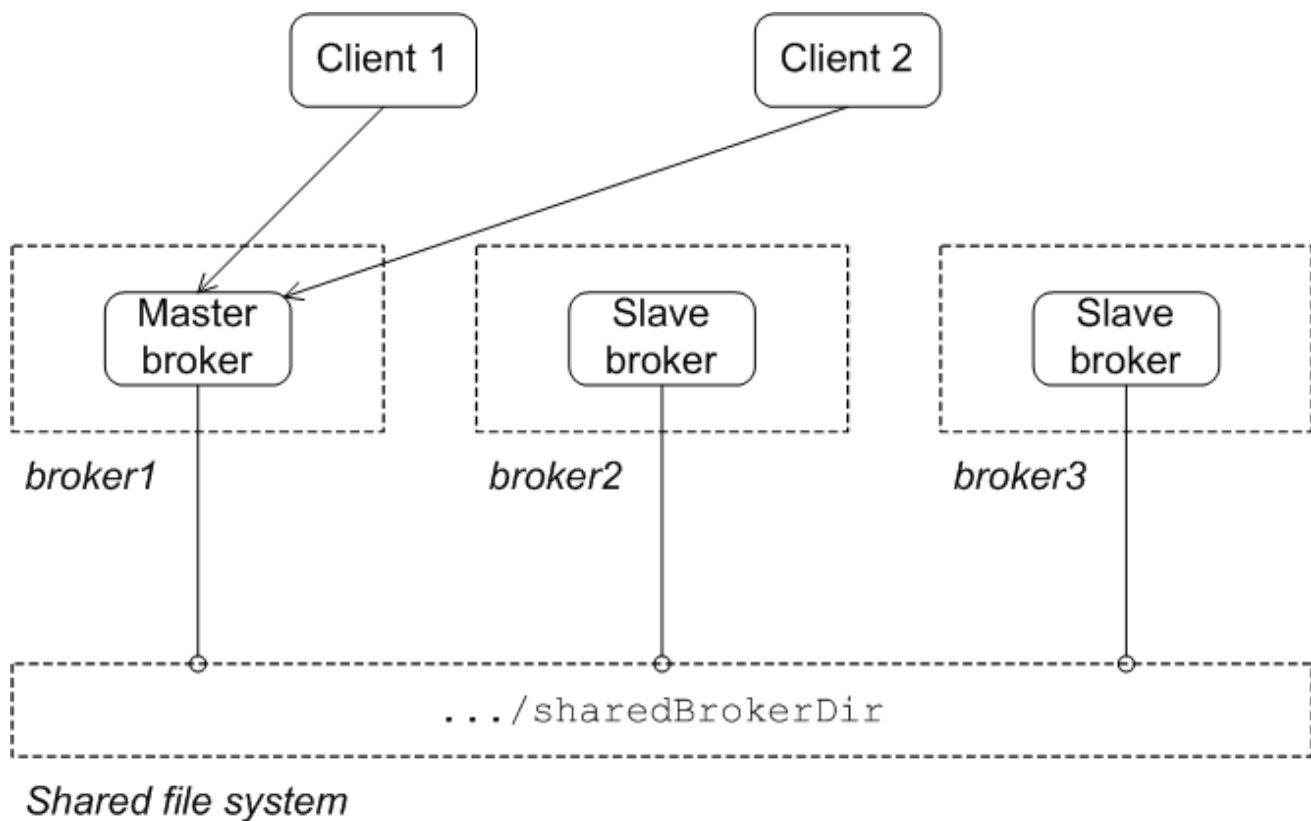 Client 1
Client 2
Master
broker
Slave
broker
Slave
broker
broker1
broker2
broker3
.../sharedBrokerDir
Shared file system